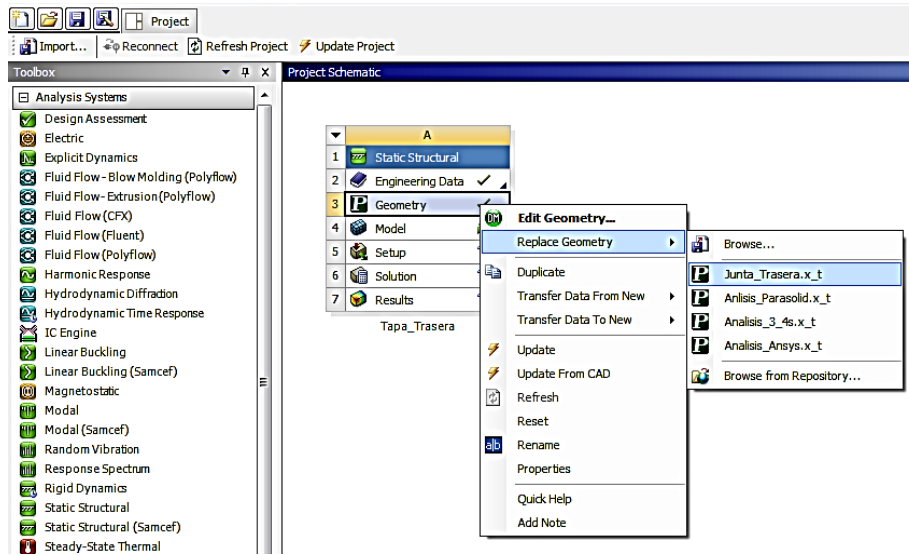 Project
Import...
Reconnect
Refresh Project
Update Project
Toolbox
Project Schematic
Analysis Systems
Design Assessment
Electric
Explicit Dynamics
Fluid Flow-Blow Molding (Polyflow)
Fluid Flow-Extrusion (Polyflow)
Fluid Flow (CFX)
Fluid Flow (Fluent)
Fluid Flow (Polyflow)
Harmonic Response
Hydrodynamic Diffraction
Hydrodynamic Time Response
IC Engine
Linear Buckling
Linear Buckling (Samcef)
Magnetostatic
Modal
Modal (Samcef)
Random Vibration
Response Spectrum
Rigid Dynamics
Static Structural
Static Structural (Samcef)
Steady-State Thermal
A
1 Static Structural
2 Engineering Data
3 Geometry
4 Model
5 Setup
6 Solution
7 Results
Tapa_Trasera
Edit Geometry...
Replace Geometry
Duplicate
Transfer Data From New
Transfer Data To New
Update
Update From CAD
Refresh
Reset
Rename
Properties
Quick Help
Add Note
Browse...
Junta_Trasera.x_t
Anlisis_Parasolid.x_t
Analisis_3_4s.x_t
Analisis_Ansys.x_t
Browse from Repository...